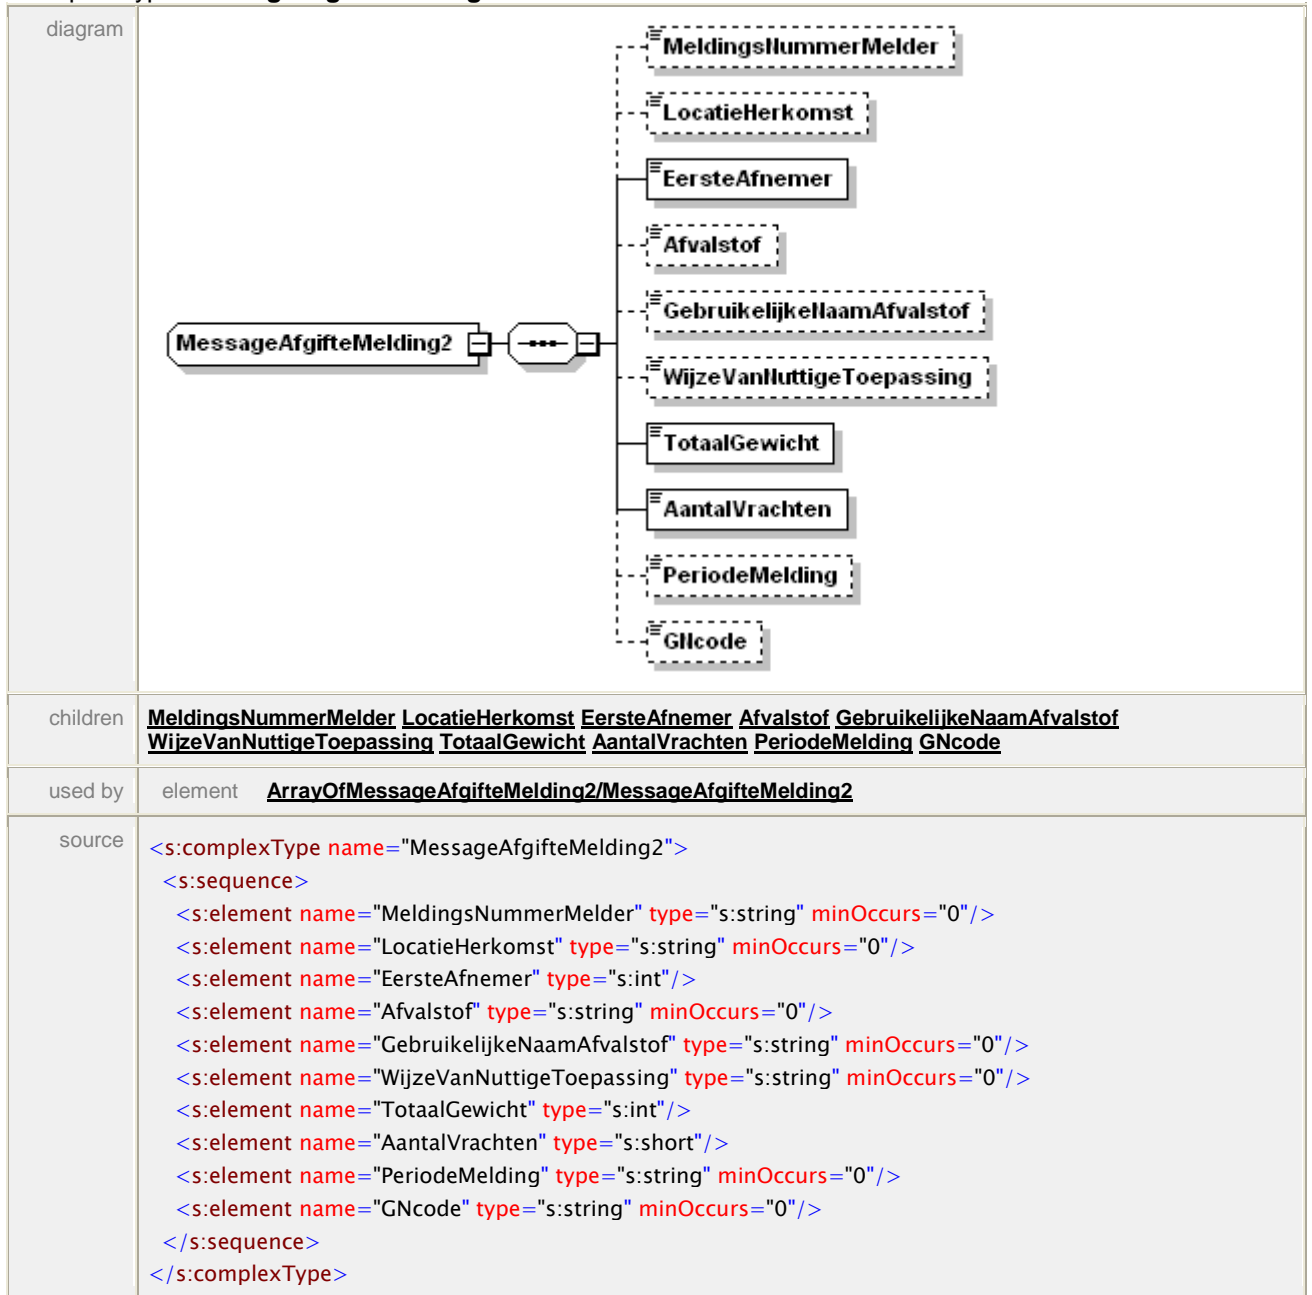 diagram
MeldingsNummerMelder
LocatieHerkomst
EersteAfnemer
Afvalstof
GebruikelijkeNaamAfvalstof
MessageAfgifteMelding2
WijzeVanNuttigeToepassing
TotaalGewicht
AantalVrachten
PeriodeMelding
GNcode
children
MeldingsNummerMelder LocatieHerkomst EersteAfnemer Afvalstof GebruikelijkeNaamAfvalstof
WijzeVanNuttigeToepassing TotaalGewicht AantalVrachten PeriodeMelding GNcode
used by element ArrayOfMessageAfgifteMelding2/MessageAfgifteMelding2
source
<s:complexType name="MessageAfgifteMelding2">
<s:sequence>
<s:element name="MeldingsNummerMelder" type="s:string" minOccurs="0"/>
<s:element name="LocatieHerkomst" type="s:string" minOccurs="0"/>
<s:element name="EersteAfnemer" type="s:int"/>
<s:element name="Afvalstof" type="s:string" minOccurs="0"/>
<s:element name="GebruikelijkeNaamAfvalstof" type="s:string" minOccurs="0"/>
<s:element name="WijzeVanNuttigeToepassing" type="s:string" minOccurs="0"/>
<s:element name="TotaalGewicht" type="s:int"/>
<s:element name="AantalVrachten" type="s:short"/>
<s:element name="PeriodeMelding" type="s:string" minOccurs="0"/>
<s:element name="GNcode" type="s:string" minOccurs="0"/>
</s:sequence>
</s:complexType>